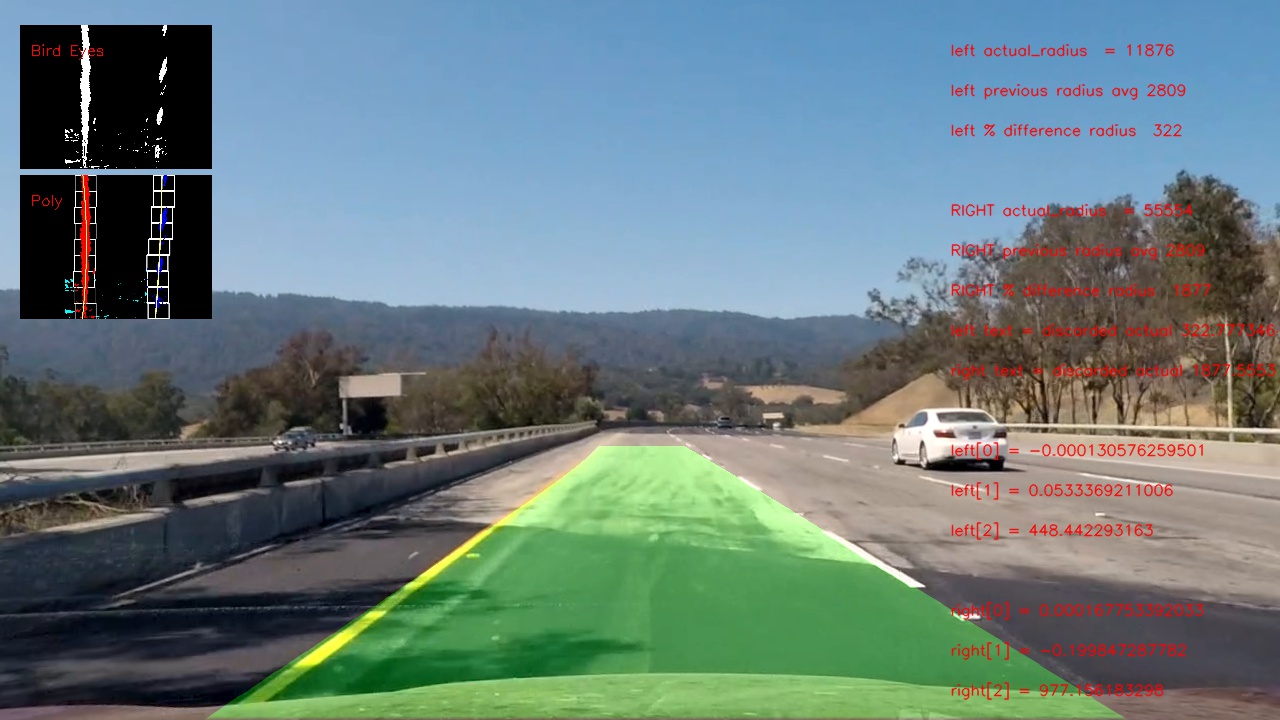 Bird Eyes
Poly
left actual_radius = 11876
left previous radius avg 2809
left % difference radius 322
RIGHT actual_radius = 55554
RIGHT previous radius avg 2809
RIGHT % difference radius 1877
left text = discarded actual 322.777346
right text = discarded actual 1877.5553
left[0] = -0.000130576259501
left[1] = 0.0533369211006
left[2] = 448.442293163
right[0] = 0.000167753392033
right[1] = -0.199847287782
right[2] = 977.156183298